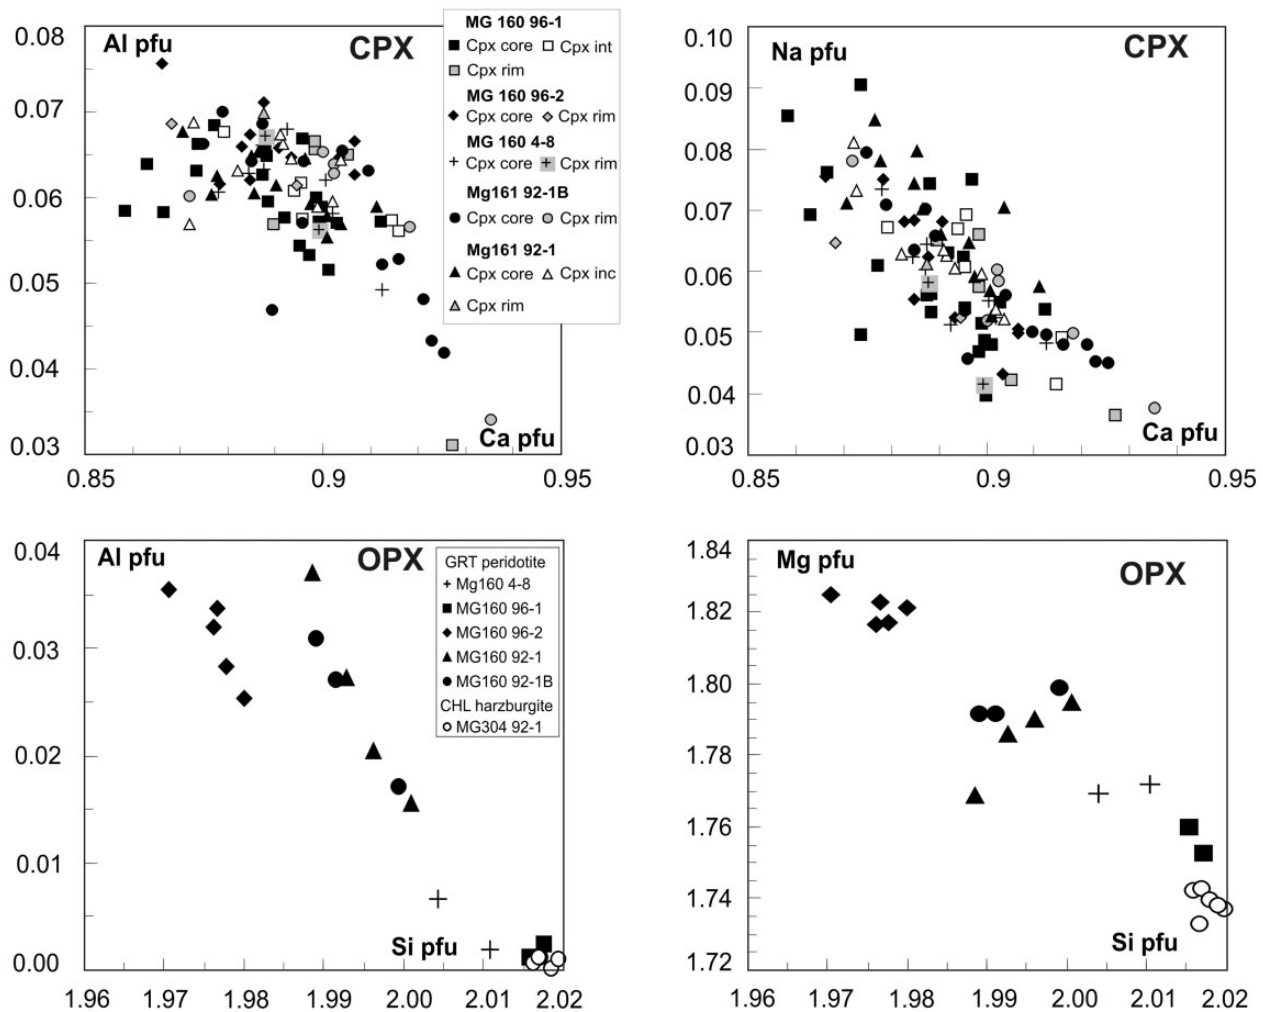 Al pfu
CPX
0.08
0.07
0.06
0.05
0.04
0.03
0.85
0.9
0.95
Ca pfu
MG 160 96-1
Cpx core Cpx int
Cpx rim
MG 160 96-2
Cpx core Cpx rim
MG 160 4-8
Cpx core Cpx rim
Mg161 92-1B
Cpx core Cpx rim
Mg161 92-1
Cpx core Cpx inc
Cpx rim
Na pfu
CPX
0.10
0.09
0.08
0.07
0.06
0.05
0.04
0.03
0.85
0.9
0.95
Ca pfu
Al pfu
OPX
0.04
0.03
0.02
0.01
0.00
1.96 1.97 1.98 1.99 2.00 2.01 2.02
Si pfu
GRT peridotite
Mg160 4-8
MG160 96-1
MG160 96-2
MG160 92-1
MG160 92-1B
CHL harzburgite
MG304 92-1
Mg pfu
OPX
1.84
1.82
1.80
1.78
1.76
1.74
1.72
1.96 1.97 1.98 1.99 2.00 2.01 2.02
Si pfu